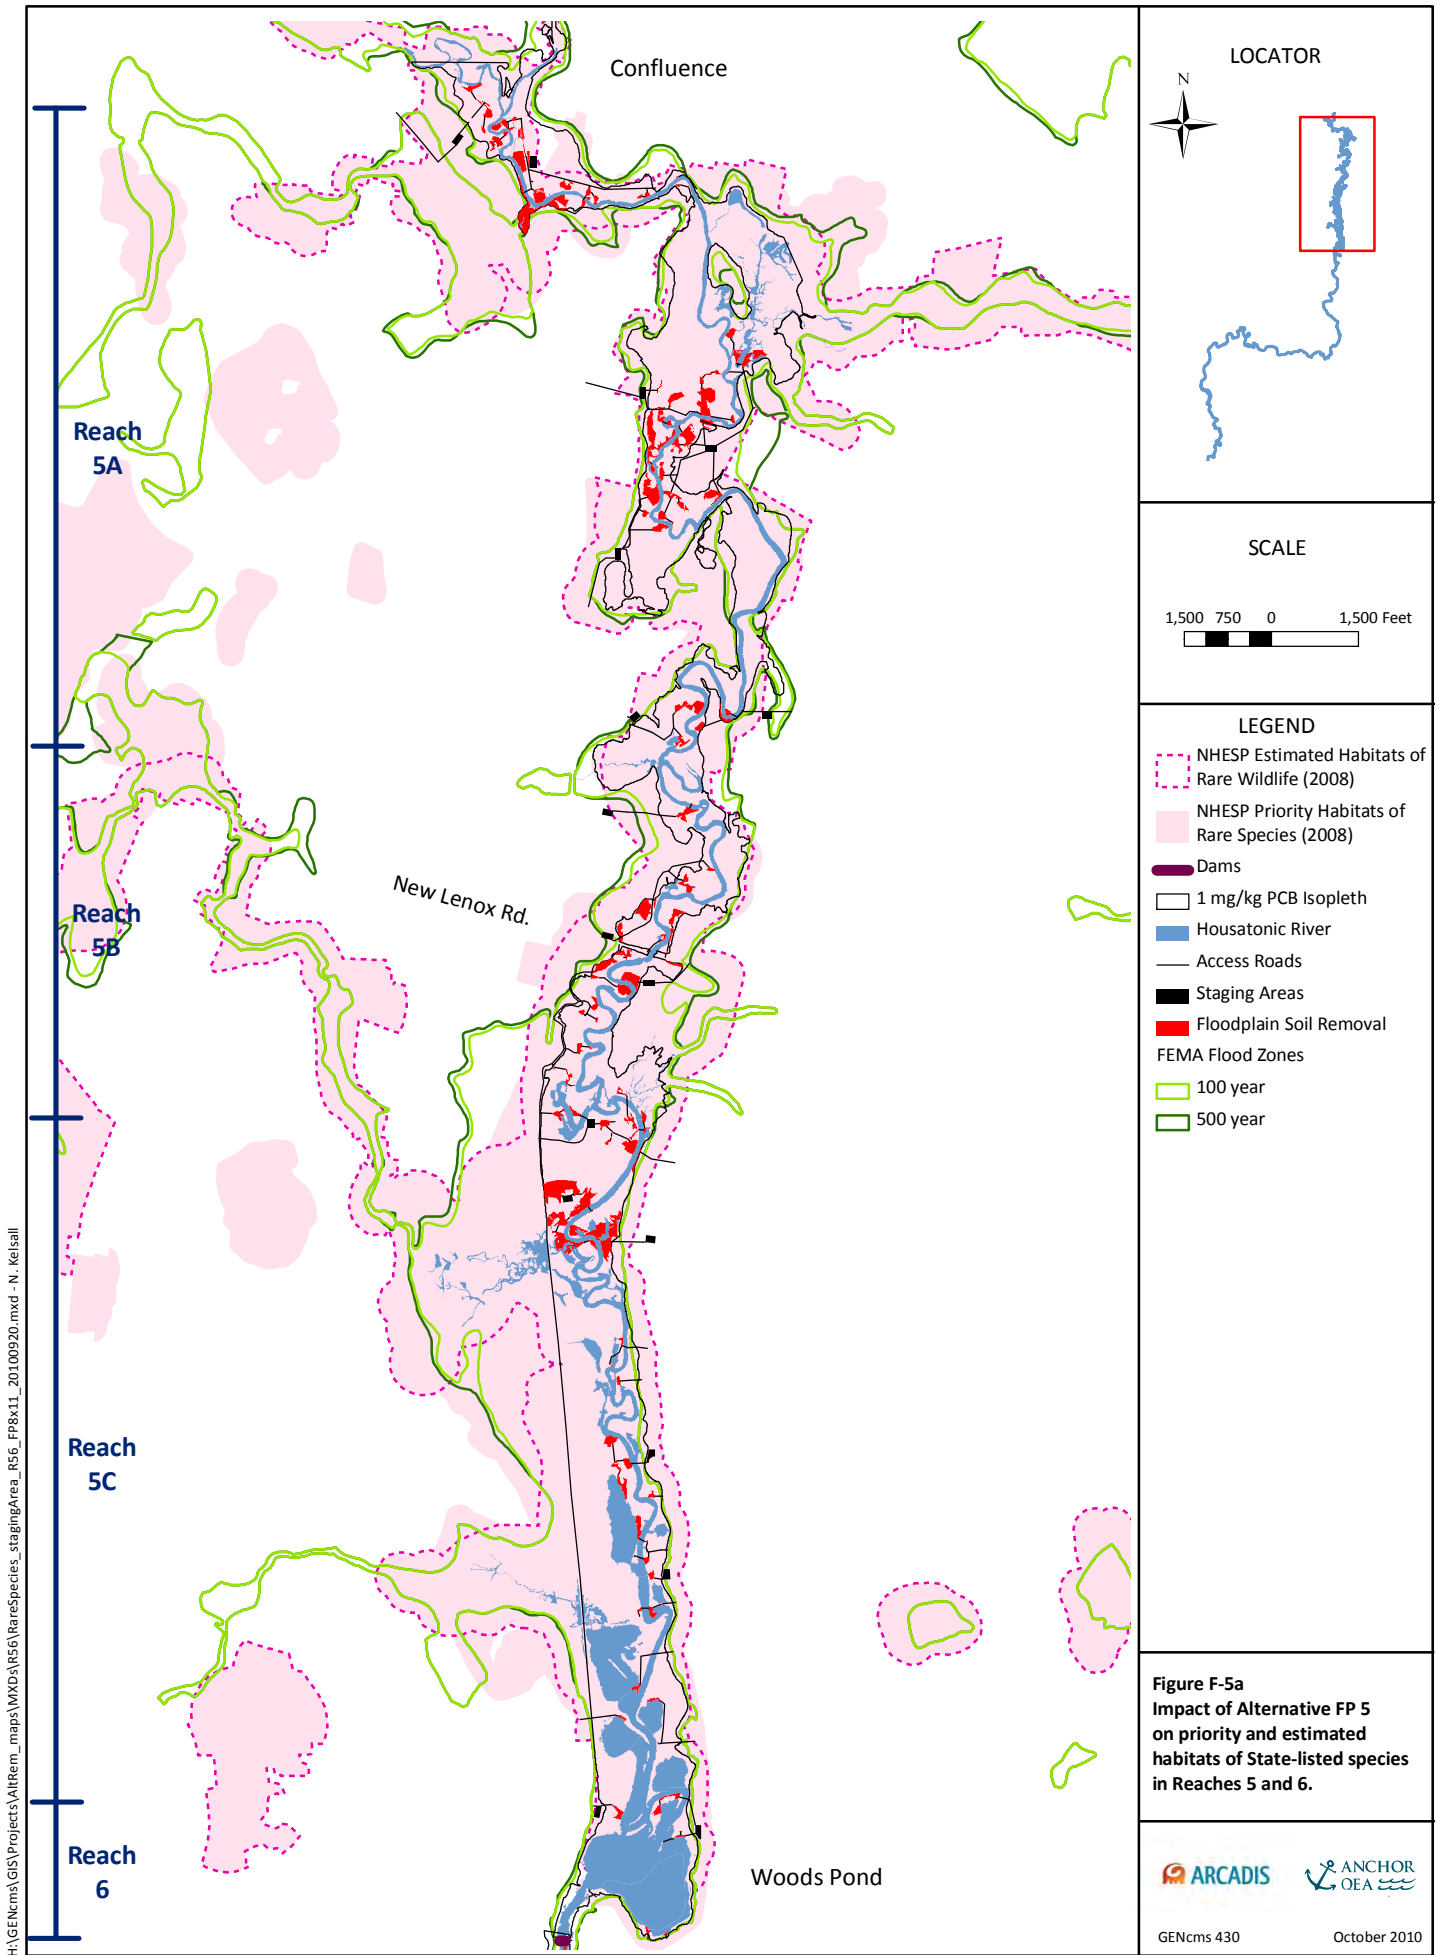 Confluence
Reach
5A
New Lenox Rd.
Reach
5B
Reach
5C
Reach
6
Woods Pond
H:\GENcms\GIS\Projects\AltRem_maps\MXDs\R56\RareSpecies_stagingArea_R56_FP8x11_20100920.mxd - N. Kelsall
LOCATOR
N
SCALE
1,500 750 0 1,500 Feet
LEGEND
NHESP Estimated Habitats of
Rare Wildlife (2008)
NHESP Priority Habitats of
Rare Species (2008)
Dams
1 mg/kg PCB Isopleth
Housatonic River
Access Roads
Staging Areas
Floodplain Soil Removal
FEMA Flood Zones
100 year
500 year
Figure F-5a
Impact of Alternative FP 5
on priority and estimated
habitats of State-listed species
in Reaches 5 and 6.
ARCADIS
ANCHOR
QEA
GENcms 430
October 2010